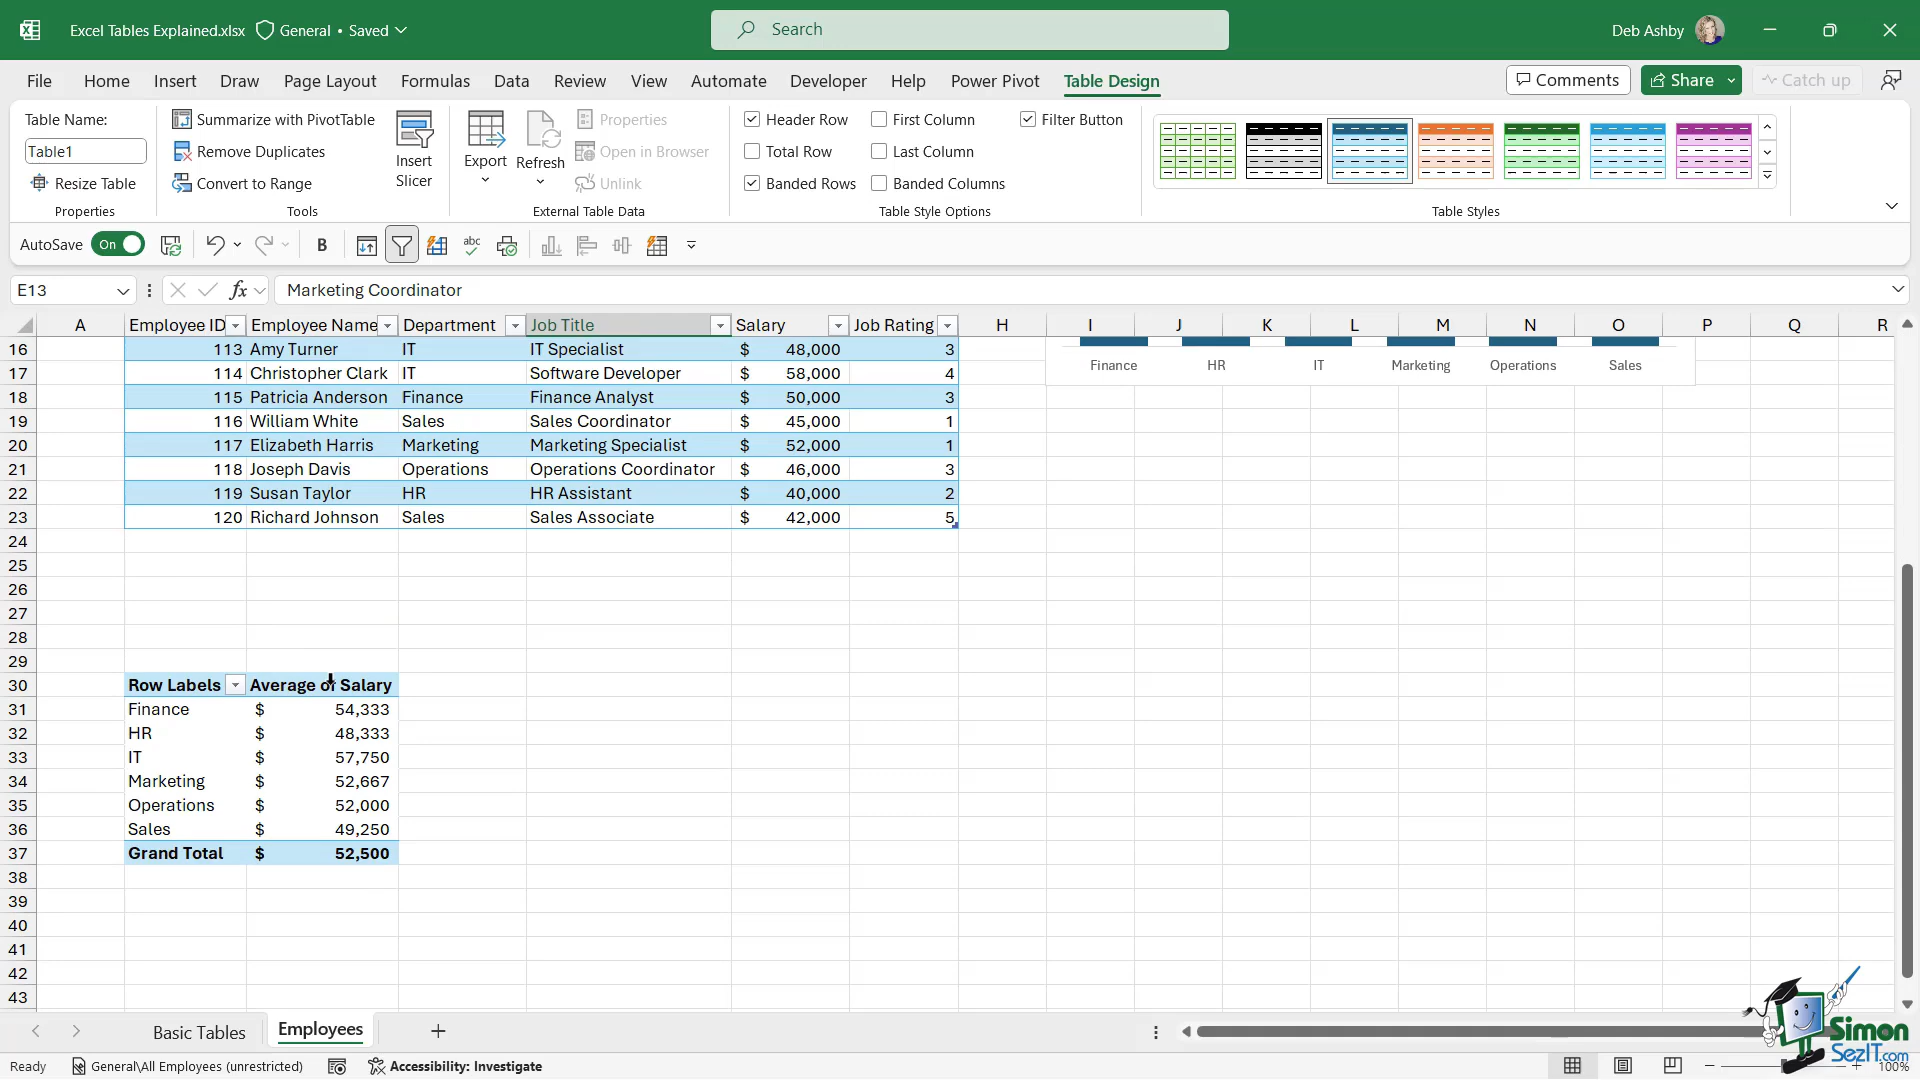 Excel Tables Explained.xlsx General • Saved
Search
Deb Ashby
File Home Insert Draw Page Layout Formulas Data Review View Automate Developer Help Power Pivot Table Design
Comments Share Catch up
Table Name:
Table1
Resize Table
Properties
Summarize with PivotTable
Remove Duplicates
Convert to Range
Tools
Insert
Slicer
Export
Refresh
Properties
Open in Browser
Unlink
External Table Data
Header Row First Column Filter Button
Total Row Last Column
Banded Rows Banded Columns
Table Style Options
Table Styles
AutoSave On B abc
E13 fx Marketing Coordinator
A Employee ID Employee Name Department Job Title Salary Job Rating H I J K L M N O P Q R
16 113 Amy Turner IT IT Specialist $ 48,000 3
17 114 Christopher Clark IT Software Developer $ 58,000 4
Finance HR IT Marketing Operations Sales
18 115 Patricia Anderson Finance Finance Analyst $ 50,000 3
19 116 William White Sales Sales Coordinator $ 45,000 1
20 117 Elizabeth Harris Marketing Marketing Specialist $ 52,000 1
21 118 Joseph Davis Operations Operations Coordinator $ 46,000 3
22 119 Susan Taylor HR HR Assistant $ 40,000 2
23 120 Richard Johnson Sales Sales Associate $ 42,000 5
24
25
26
27
28
29
30 Row Labels Average of Salary
31 Finance $ 54,333
32 HR $ 48,333
33 IT $ 57,750
34 Marketing $ 52,667
35 Operations $ 52,000
36 Sales $ 49,250
37 Grand Total $ 52,500
38
39
40
41
42
43
Basic Tables Employees
Simon
SezIT.com
Ready General\All Employees (unrestricted) Accessibility: Investigate 100%